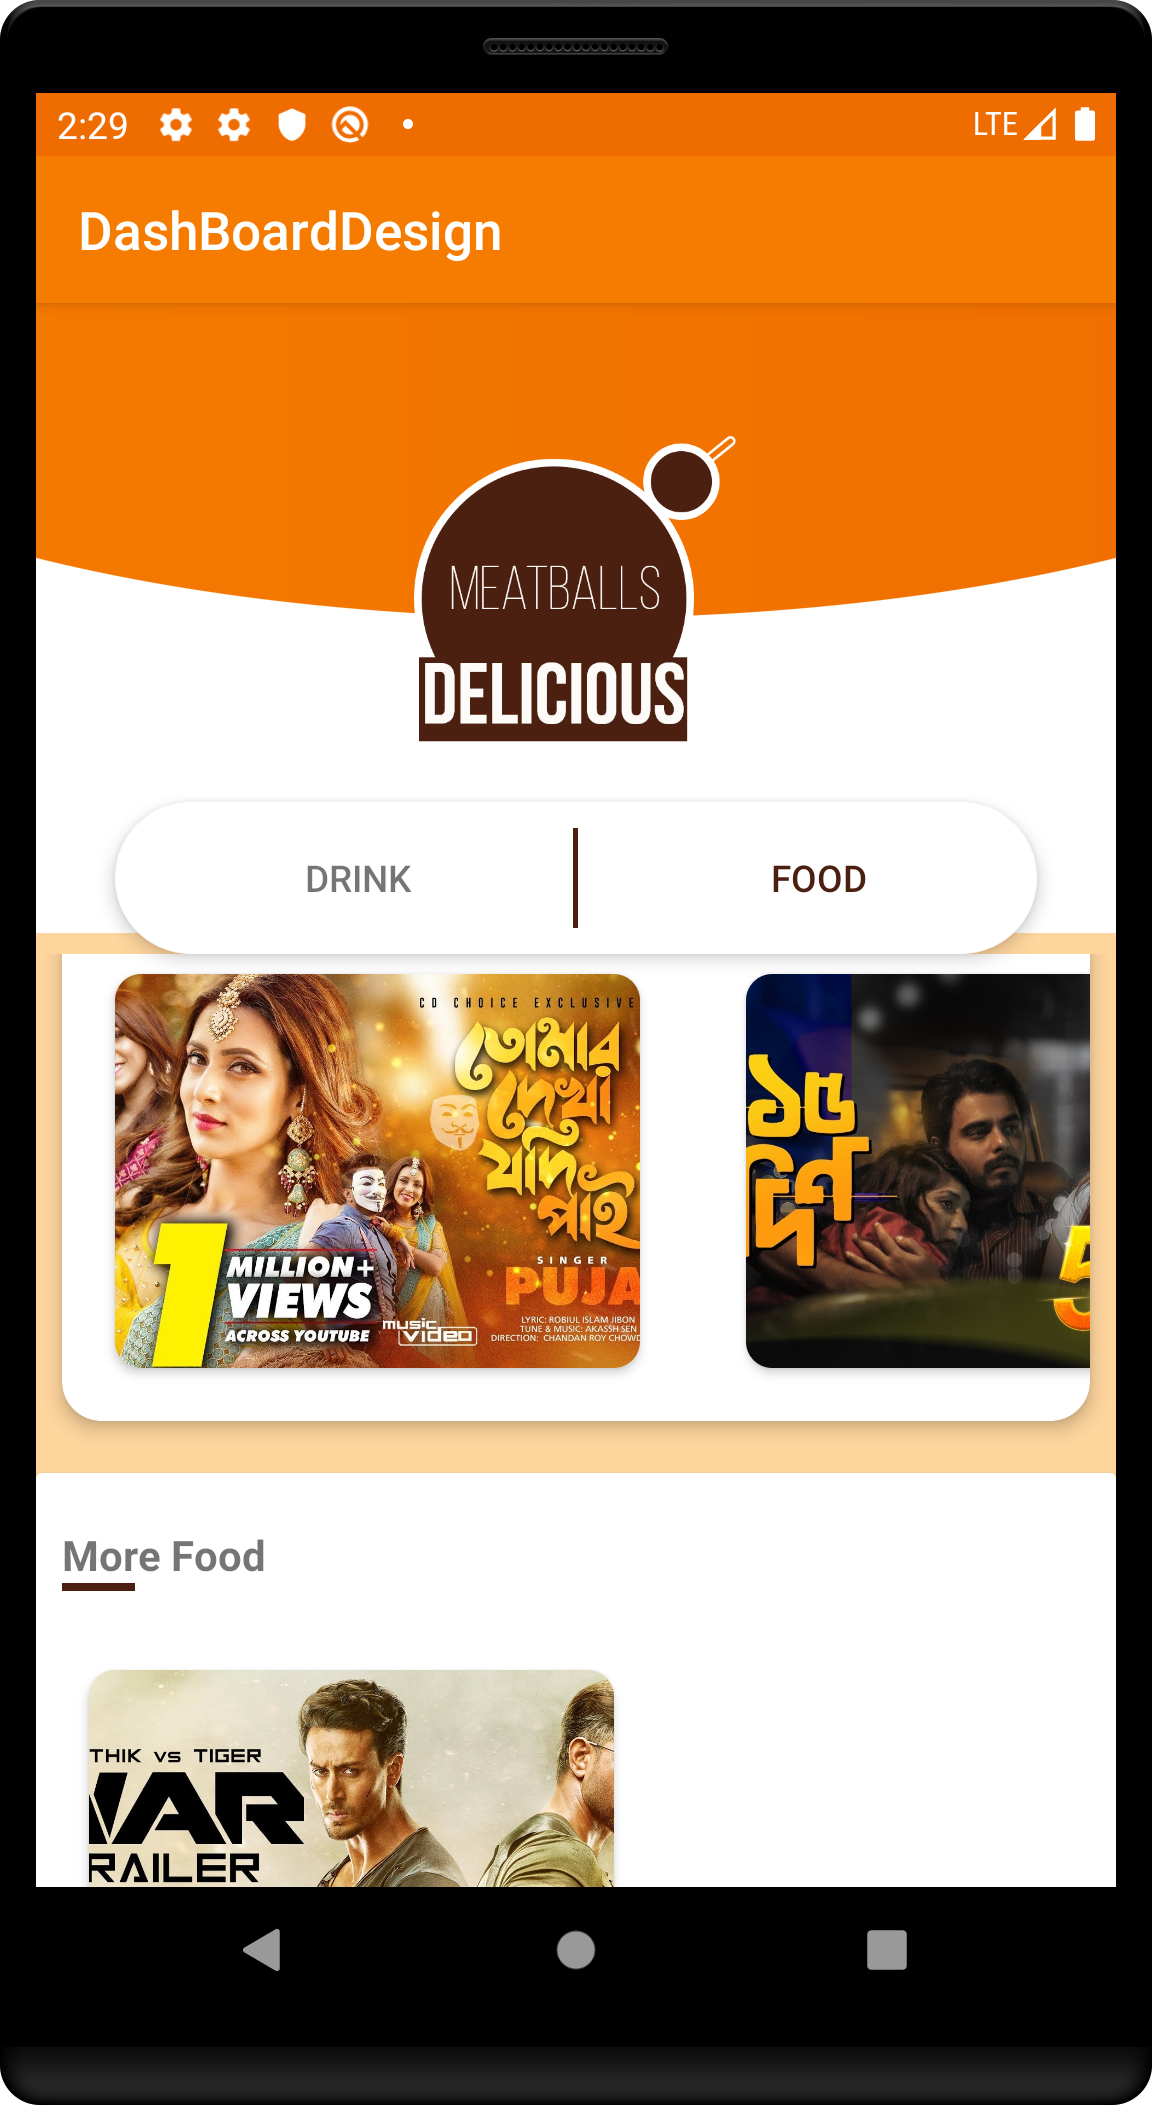 2:29
LTE
DashBoardDesign
MEATBALLS
DELICIOUS
DRINK
FOOD
CD CHOICE EXCLUSIVE
তোমার
দেখা
যদি
পাই
SINGER
PUJA
1
MILLION+
VIEWS
ACROSS YOUTUBE
music
video
LYRIC: ROBIUL ISLAM JIBON
TUNE & MUSIC: AKASSH SEN
DIRECTION: CHANDAN ROY CHOWD
১৫
দিন
5
More Food
THIK vs TIGER
WAR
RAILER